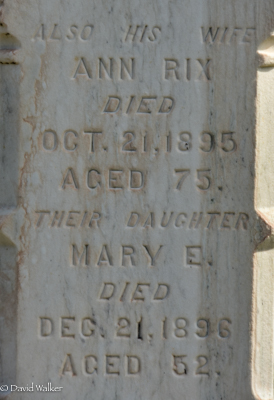 ALSO HIS WIFE
ANN RIX
DIED
OCT. 21, 1895
AGED 75.
THEIR DAUGHTER
MARY E.
DIED
DEC. 21, 1896
AGED 52.
© David Walker